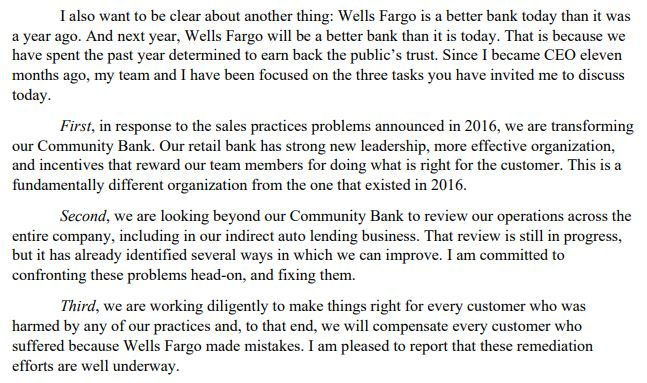 I also want to be clear about another thing: Wells Fargo is a better bank today than it was
a year ago. And next year, Wells Fargo will be a better bank than it is today. That is because we
have spent the past year determined to earn back the public’s trust. Since I became CEO eleven
months ago, my team and I have been focused on the three tasks you have invited me to discuss
today.
First, in response to the sales practices problems announced in 2016, we are transforming
our Community Bank. Our retail bank has strong new leadership, more effective organization,
and incentives that reward our team members for doing what is right for the customer. This is a
fundamentally different organization from the one that existed in 2016.
Second, we are looking beyond our Community Bank to review our operations across the
entire company, including in our indirect auto lending business. That review is still in progress,
but it has already identified several ways in which we can improve. I am committed to
confronting these problems head-on, and fixing them.
Third, we are working diligently to make things right for every customer who was
harmed by any of our practices and, to that end, we will compensate every customer who
suffered because Wells Fargo made mistakes. I am pleased to report that these remediation
efforts are well underway.